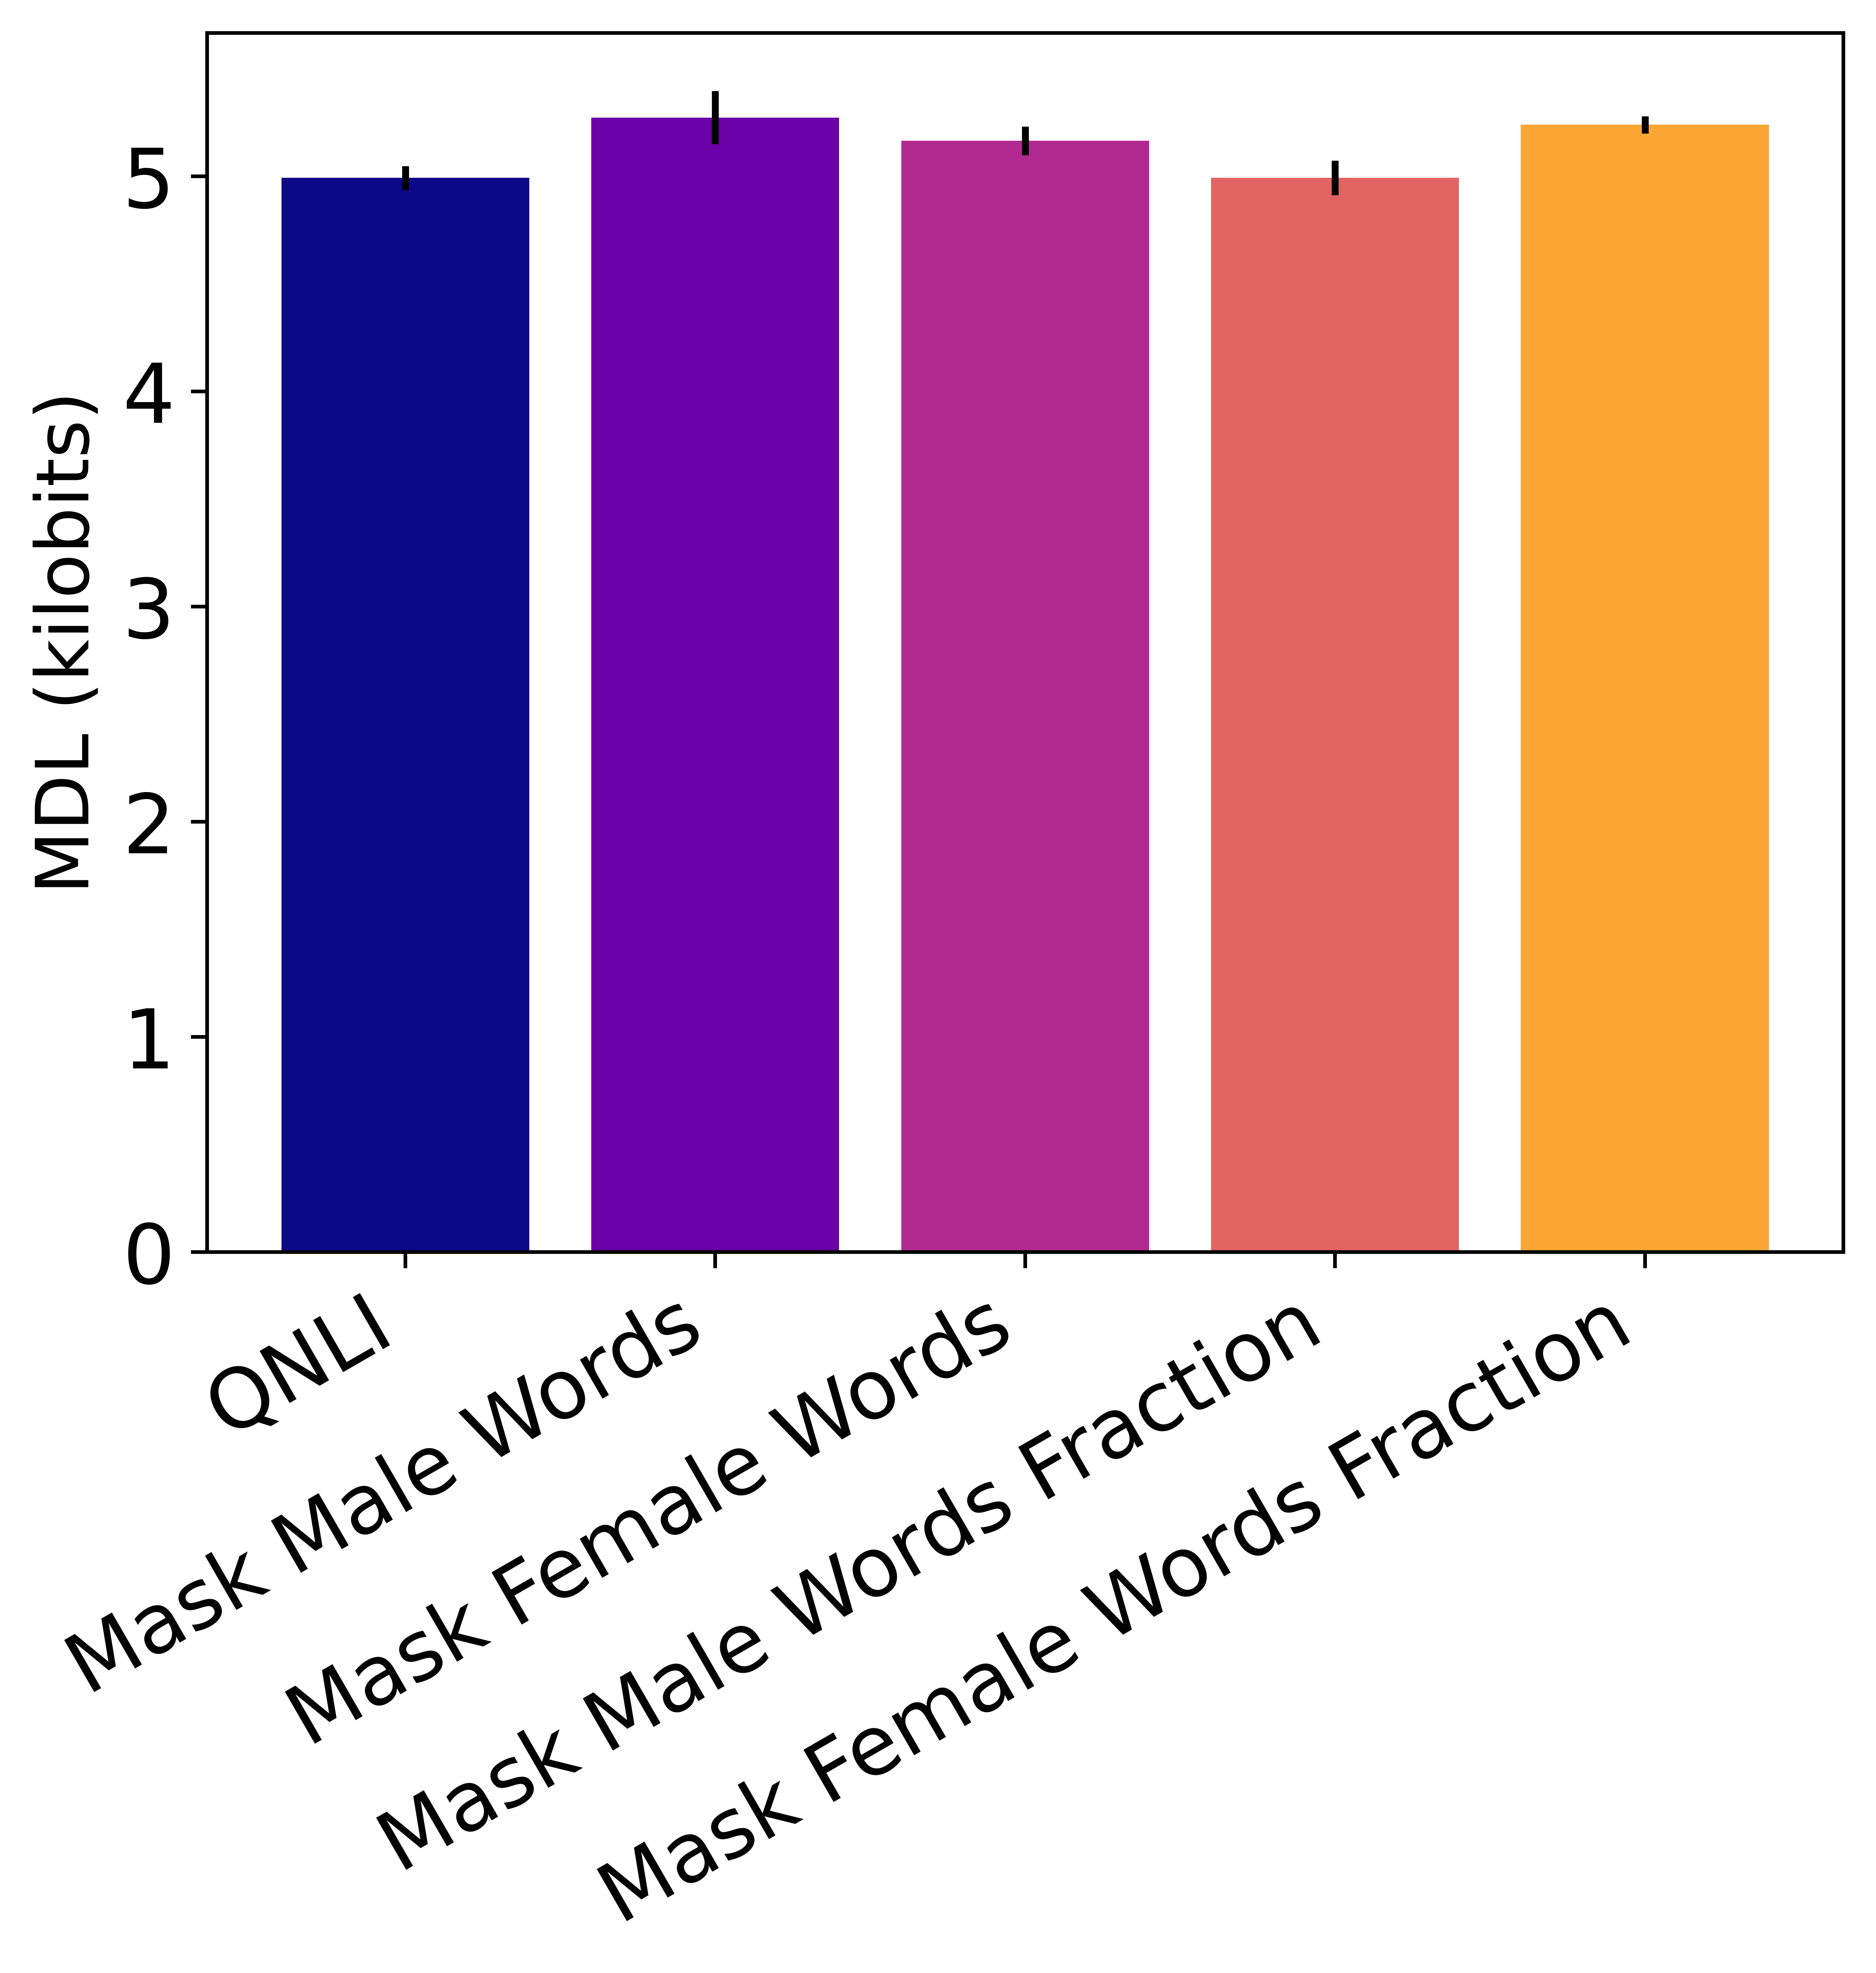 MDL (kilobits)
5
4
3
2
1
0
QNLI
Mask Male Words
Mask Female Words
Mask Male Words Fraction
Mask Female Words Fraction